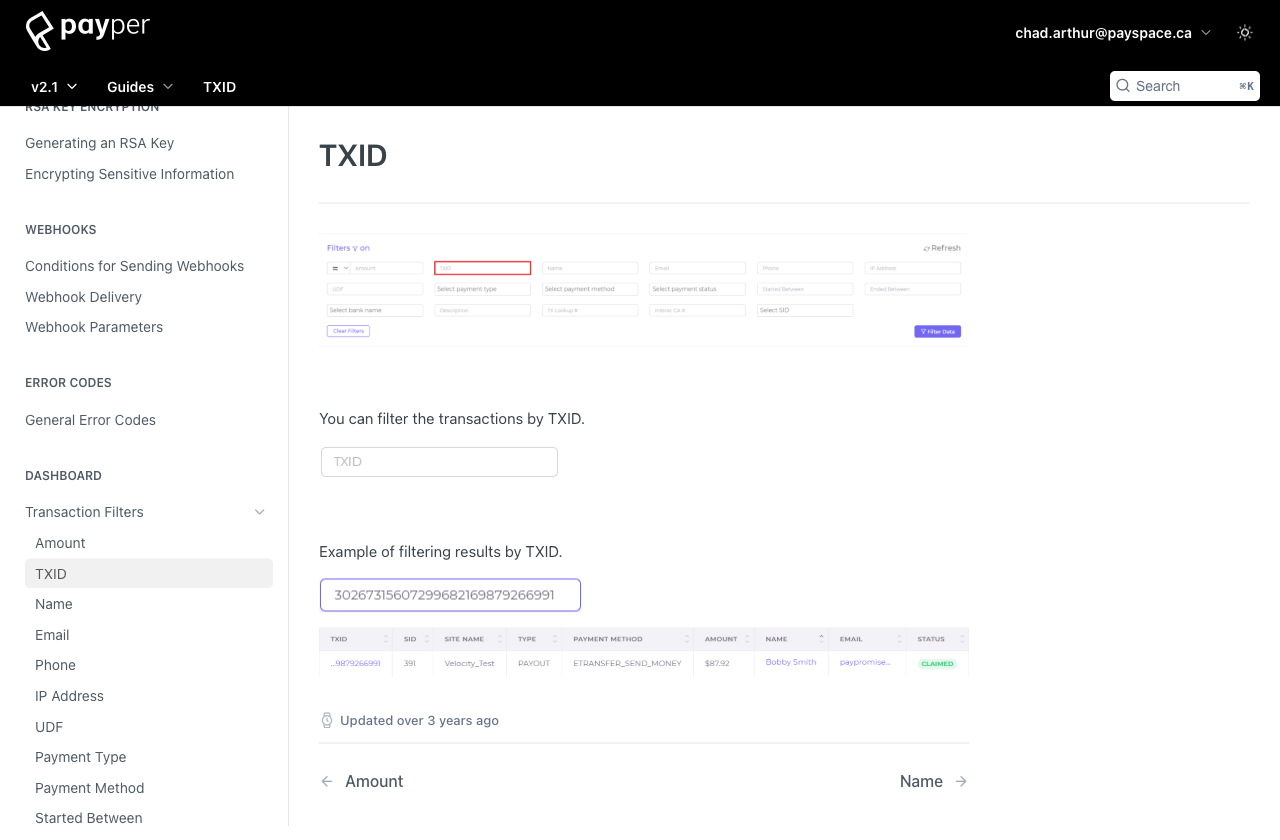 payper
chad.arthur@payspace.ca
v2.1
Guides
TXID
Search
⌘K
RSA KEY ENCRYPTION
Generating an RSA Key
Encrypting Sensitive Information
WEBHOOKS
Conditions for Sending Webhooks
Webhook Delivery
Webhook Parameters
ERROR CODES
General Error Codes
DASHBOARD
Transaction Filters
Amount
TXID
Name
Email
Phone
IP Address
UDF
Payment Type
Payment Method
Started Between
TXID
Filters on
Refresh
Amount TXID Name Email Phone IP Address
UDF Select payment type Select payment method Select payment status Started Between Ended Between
Select bank name Description TX Lookup # Interac CA # Select SID
Clear Filters
Filter Data
You can filter the transactions by TXID.
TXID
Example of filtering results by TXID.
30267315607299682169879266991
TXID SID SITE NAME TYPE PAYMENT METHOD AMOUNT NAME EMAIL STATUS
...9879266991 391 Velocity_Test PAYOUT ETRANSFER_SEND_MONEY $87.92 Bobby Smith paypromise... CLAIMED
Updated over 3 years ago
Amount
Name